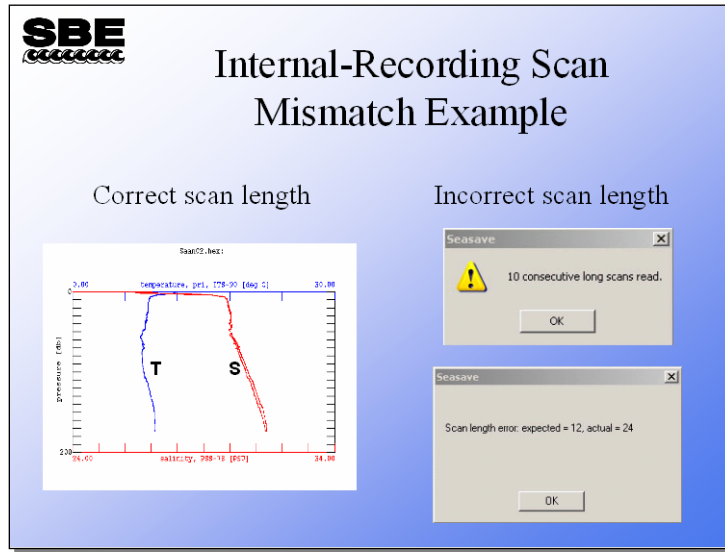 SBE
Internal-Recording Scan
Mismatch Example
Correct scan length
Incorrect scan length
SaanC2.hex:
0.00 temperature, pri, ITS-90 [deg C] 30.00
0
pressure [db]
T
S
200
24.00 salinity, PSS-78 [PSU] 34.00
Seasave
10 consecutive long scans read.
OK
Seasave
Scan length error: expected = 12, actual = 24
OK